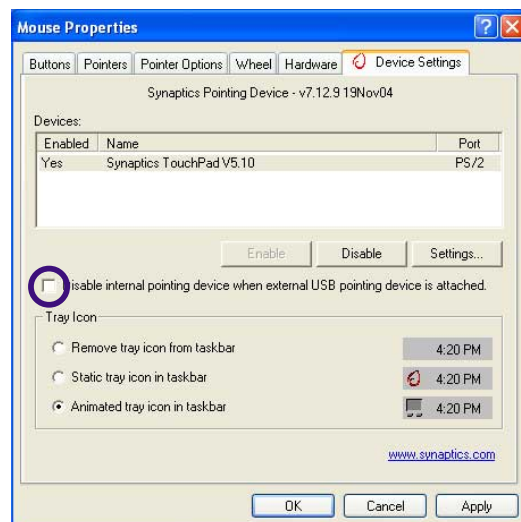 Mouse Properties
Buttons Pointers Pointer Options Wheel Hardware Device Settings
Synaptics Pointing Device - v7.12.9 19Nov04
Devices:
Enabled Name Port
Yes Synaptics TouchPad V5.10 PS/2
Enable Disable Settings...
Disable internal pointing device when external USB pointing device is attached.
Tray Icon
Remove tray icon from taskbar 4:20 PM
Static tray icon in taskbar 4:20 PM
Animated tray icon in taskbar 4:20 PM
www.synaptics.com
OK Cancel Apply